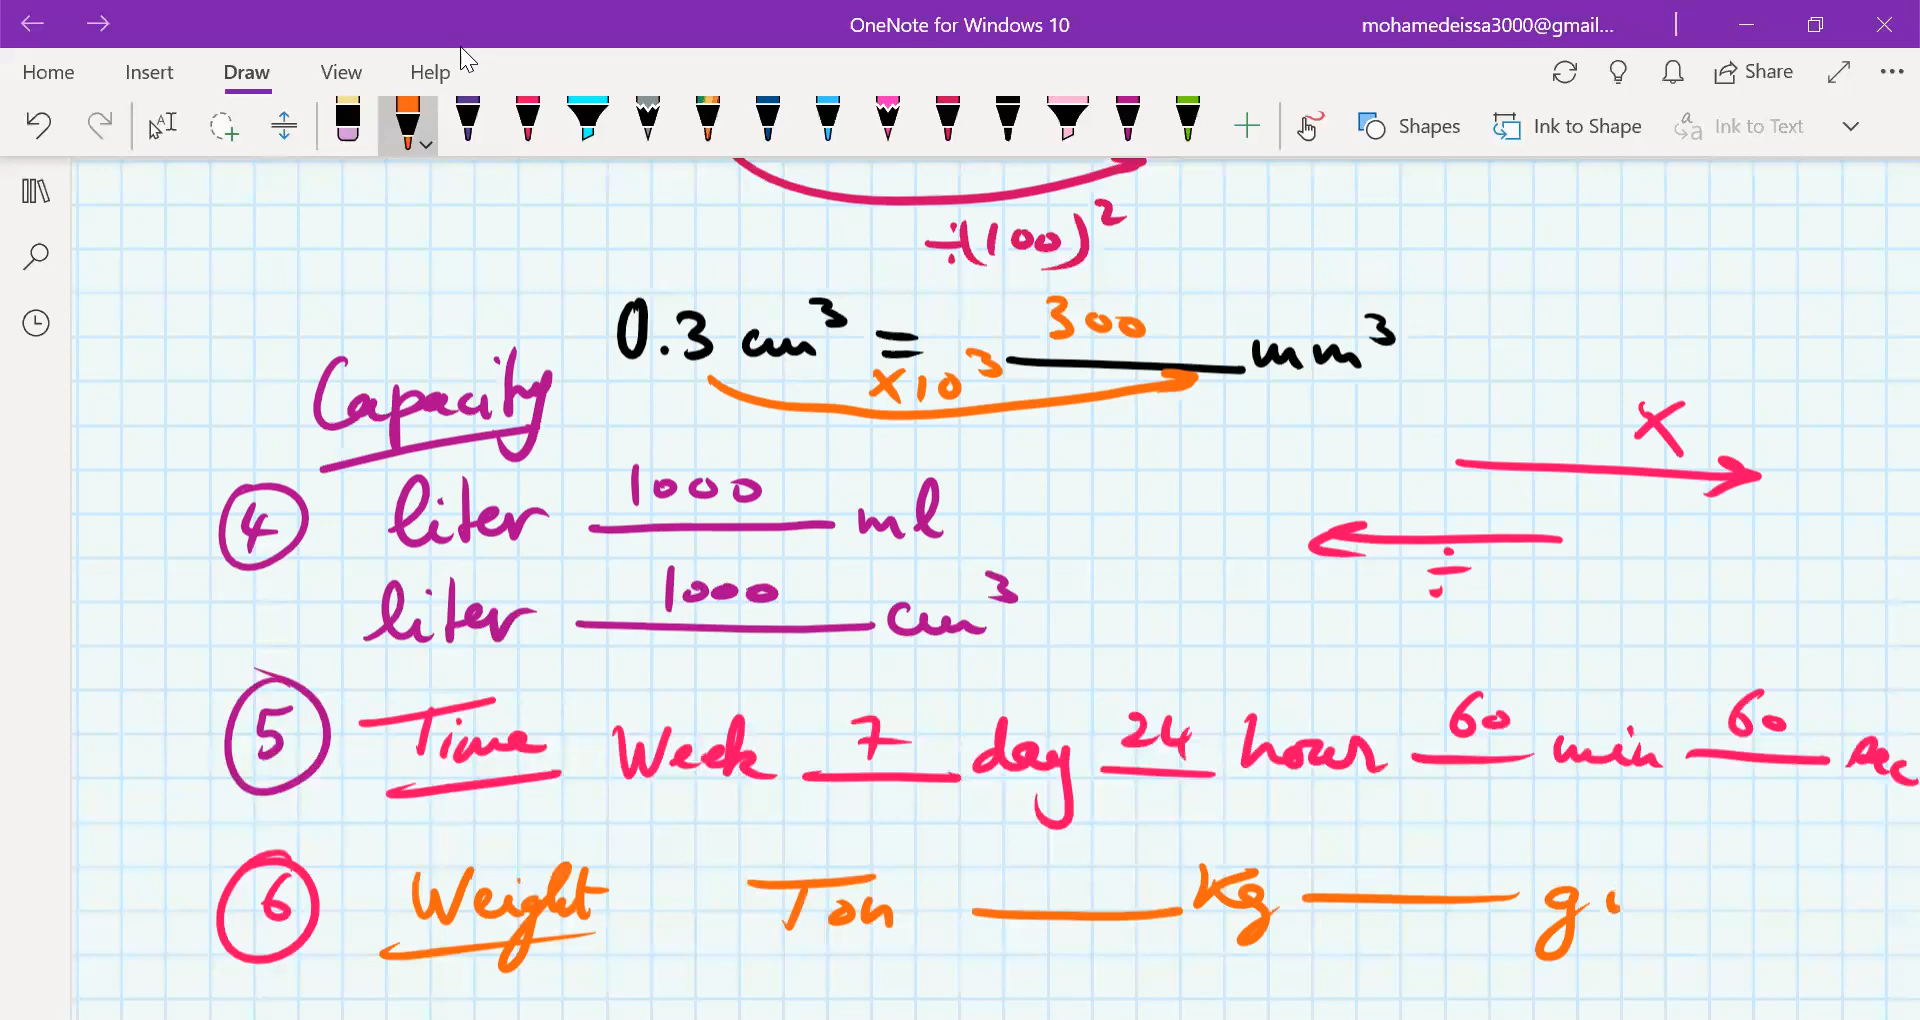 OneNote for Windows 10 mohamedeissa3000@gmail...
Home Insert Draw View Help Share
Shapes Ink to Shape Ink to Text
÷(100)²
0.3 cm³ = 300 mm³
×10³
Capacity
×
④ liter 1000 ml
÷
liter 1000 cm³
⑤ Time Week 7 day 24 hour 60 min 60 sec
⑥ Weight Ton ____ Kg ____ g